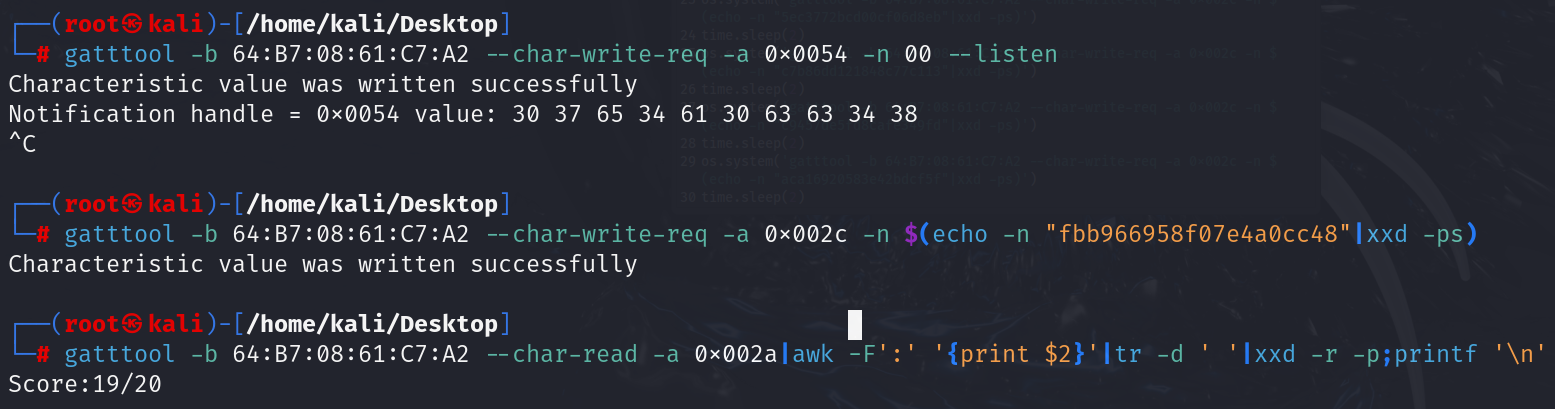 ┌──(root㉿kali)-[/home/kali/Desktop]
└─# gatttool -b 64:B7:08:61:C7:A2 --char-write-req -a 0×0054 -n 00 --listen
Characteristic value was written successfully
Notification handle = 0×0054 value: 30 37 65 34 61 30 63 63 34 38
^C
┌──(root㉿kali)-[/home/kali/Desktop]
└─# gatttool -b 64:B7:08:61:C7:A2 --char-write-req -a 0×002c -n $(echo -n "fbb966958f07e4a0cc48"|xxd -ps)
Characteristic value was written successfully
┌──(root㉿kali)-[/home/kali/Desktop]
└─# gatttool -b 64:B7:08:61:C7:A2 --char-read -a 0×002a|awk -F':' '{print $2}'|tr -d ' '|xxd -r -p;printf '\n'
Score:19/20